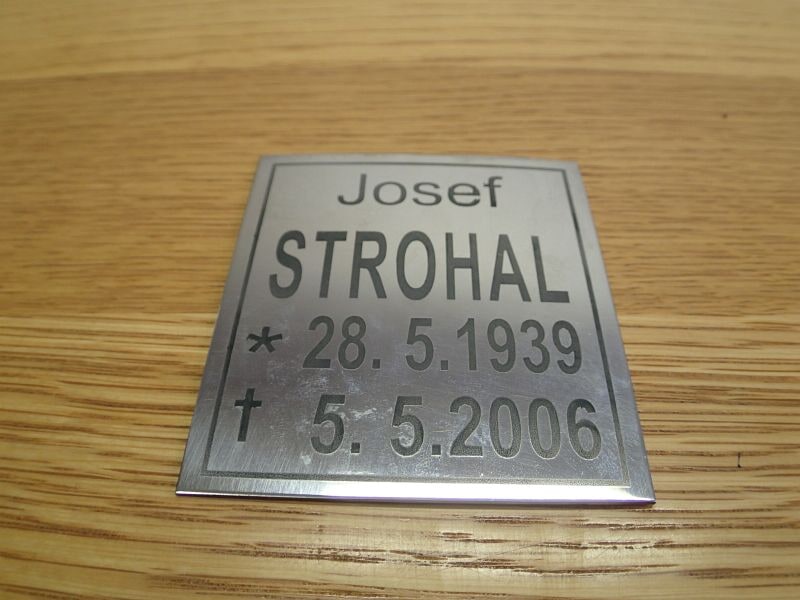 Josef
STROHAL
* 28. 5.1939
† 5. 5.2006